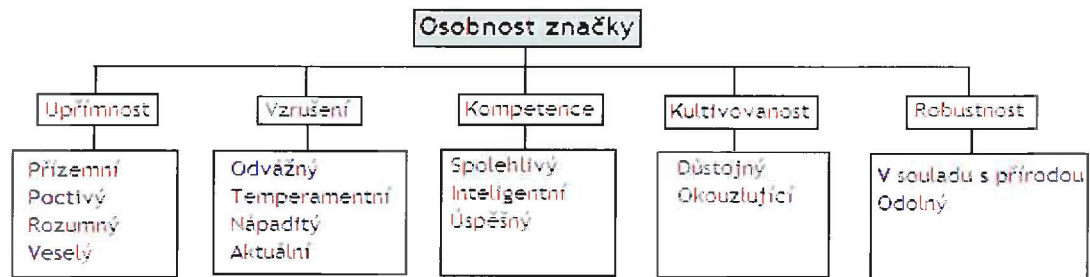 Osobnost značky
Upřímnost
Přízemní
Poctivý
Rozumný
Veselý
Vzrušení
Odvážný
Temperamentní
Nápadítý
Aktuální
Kompetence
Spolehlivý
Inteligentní
Úspěšný
Kultivovanost
Důstojný
Okouzlující
Robustnost
V souladu s přírodou
Odolný